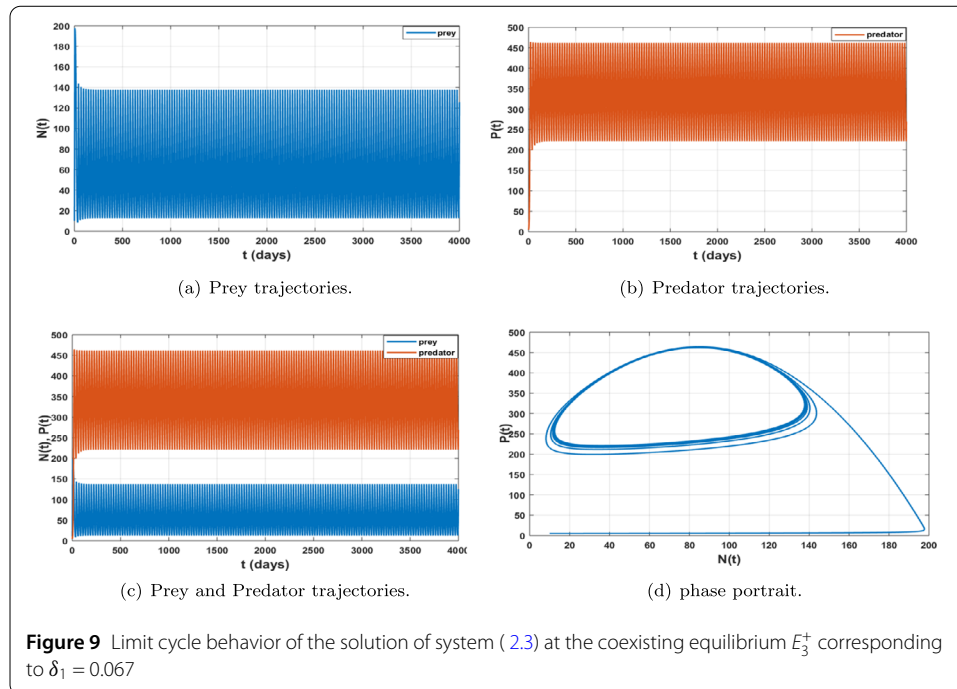 200
180
160
140
120
100
80
60
40
20
0
N(t)
prey
0 500 1000 1500 2000 2500 3000 3500 4000
t (days)
(a) Prey trajectories.
500
450
400
350
300
250
200
150
100
50
0
P(t)
predator
0 500 1000 1500 2000 2500 3000 3500 4000
t (days)
(b) Predator trajectories.
500
450
400
350
300
250
200
150
100
50
0
N(t), P(t)
prey
predator
0 500 1000 1500 2000 2500 3000 3500 4000
t (days)
(c) Prey and Predator trajectories.
500
450
400
350
300
250
200
150
100
50
0
P(t)
0 20 40 60 80 100 120 140 160 180 200
N(t)
(d) phase portrait.
Figure 9 Limit cycle behavior of the solution of system ( 2.3) at the coexisting equilibrium E₃⁺ corresponding
to δ₁ = 0.067